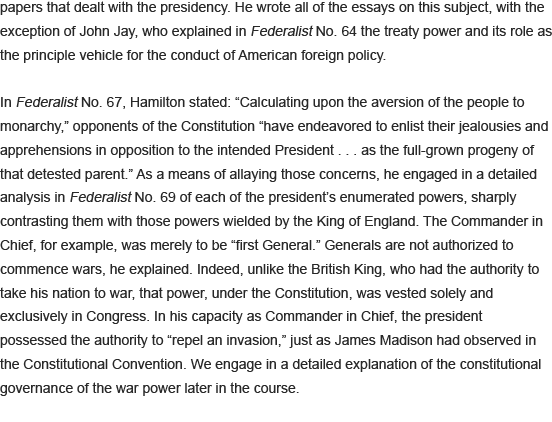 papers that dealt with the presidency. He wrote all of the essays on this subject, with the
exception of John Jay, who explained in Federalist No. 64 the treaty power and its role as
the principle vehicle for the conduct of American foreign policy.
In Federalist No. 67, Hamilton stated: “Calculating upon the aversion of the people to
monarchy,” opponents of the Constitution “have endeavored to enlist their jealousies and
apprehensions in opposition to the intended President . . . as the full-grown progeny of
that detested parent.” As a means of allaying those concerns, he engaged in a detailed
analysis in Federalist No. 69 of each of the president’s enumerated powers, sharply
contrasting them with those powers wielded by the King of England. The Commander in
Chief, for example, was merely to be “first General.” Generals are not authorized to
commence wars, he explained. Indeed, unlike the British King, who had the authority to
take his nation to war, that power, under the Constitution, was vested solely and
exclusively in Congress. In his capacity as Commander in Chief, the president
possessed the authority to “repel an invasion,” just as James Madison had observed in
the Constitutional Convention. We engage in a detailed explanation of the constitutional
governance of the war power later in the course.